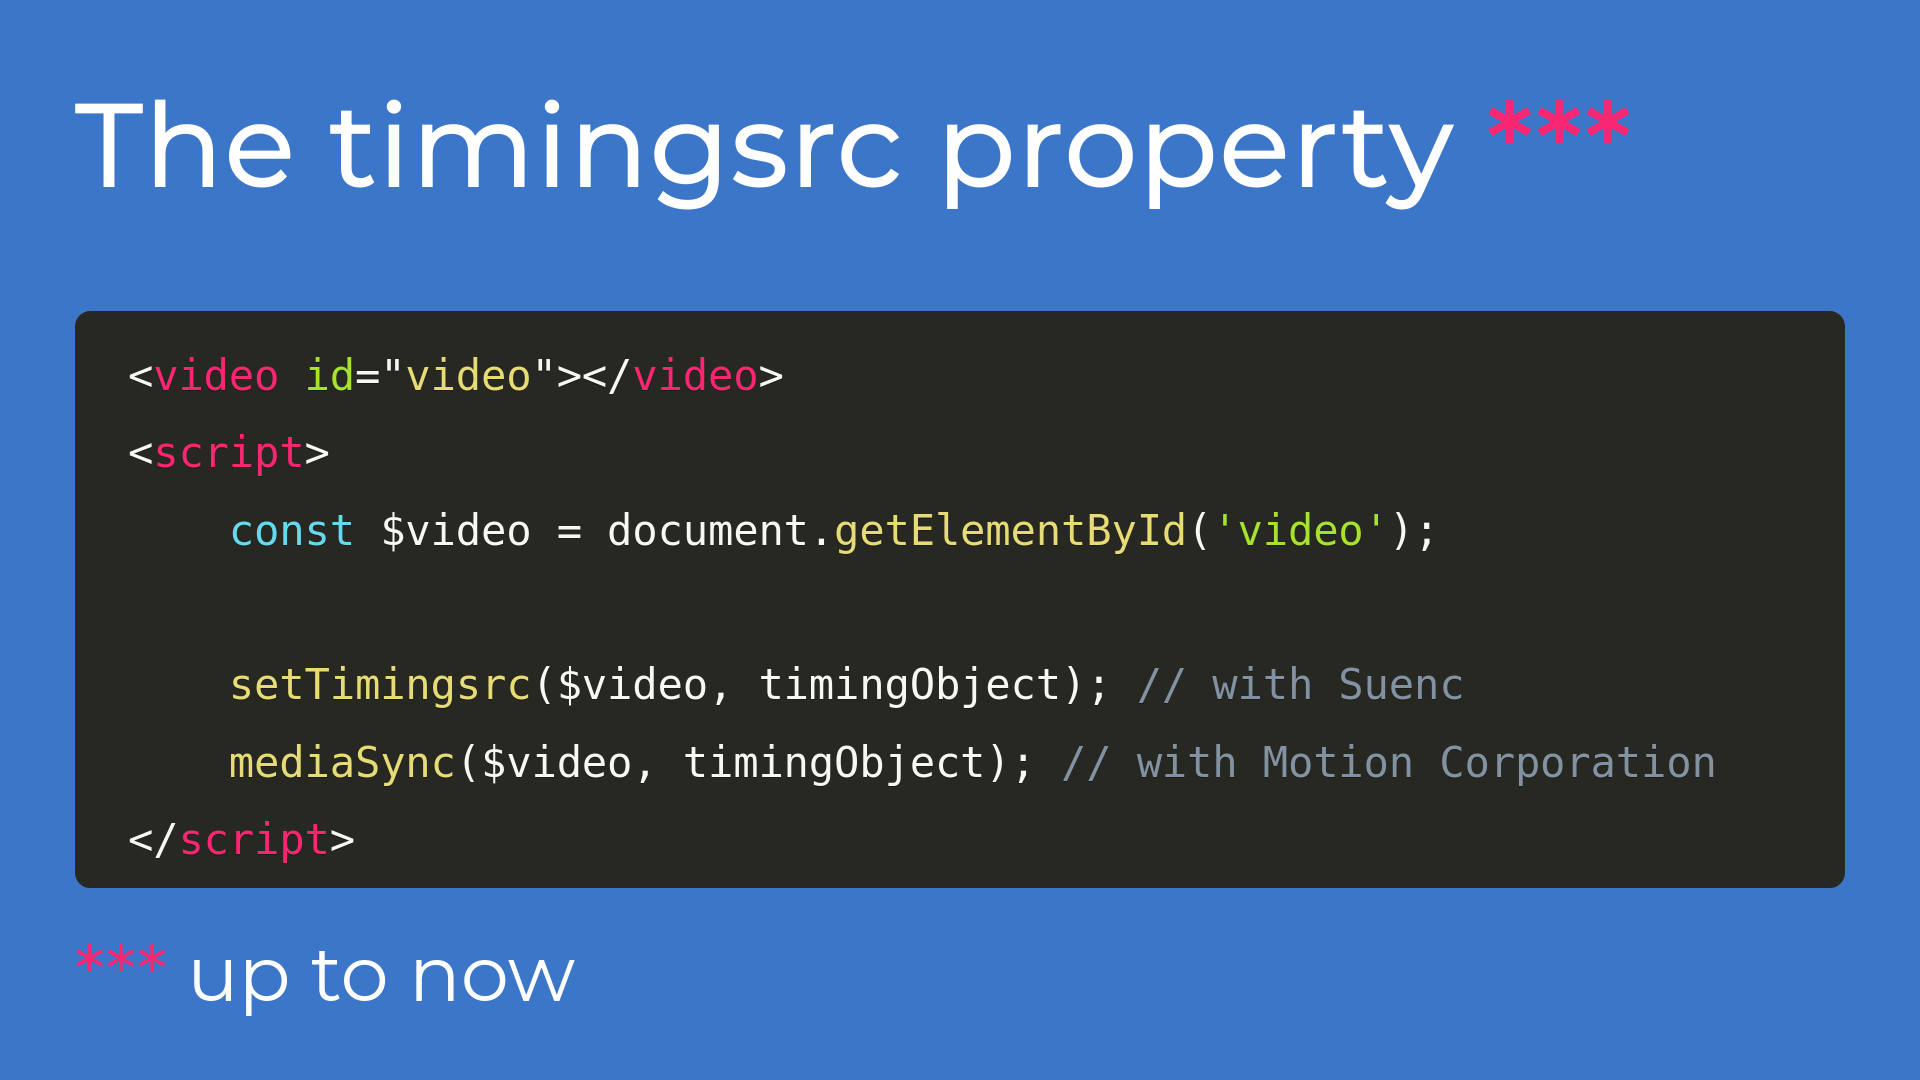 The timingsrc property ***
<video id="video"></video>
<script>
    const $video = document.getElementById('video');
    setTimingsrc($video, timingObject); // with Suenc
    mediaSync($video, timingObject); // with Motion Corporation
</script>
*** up to now